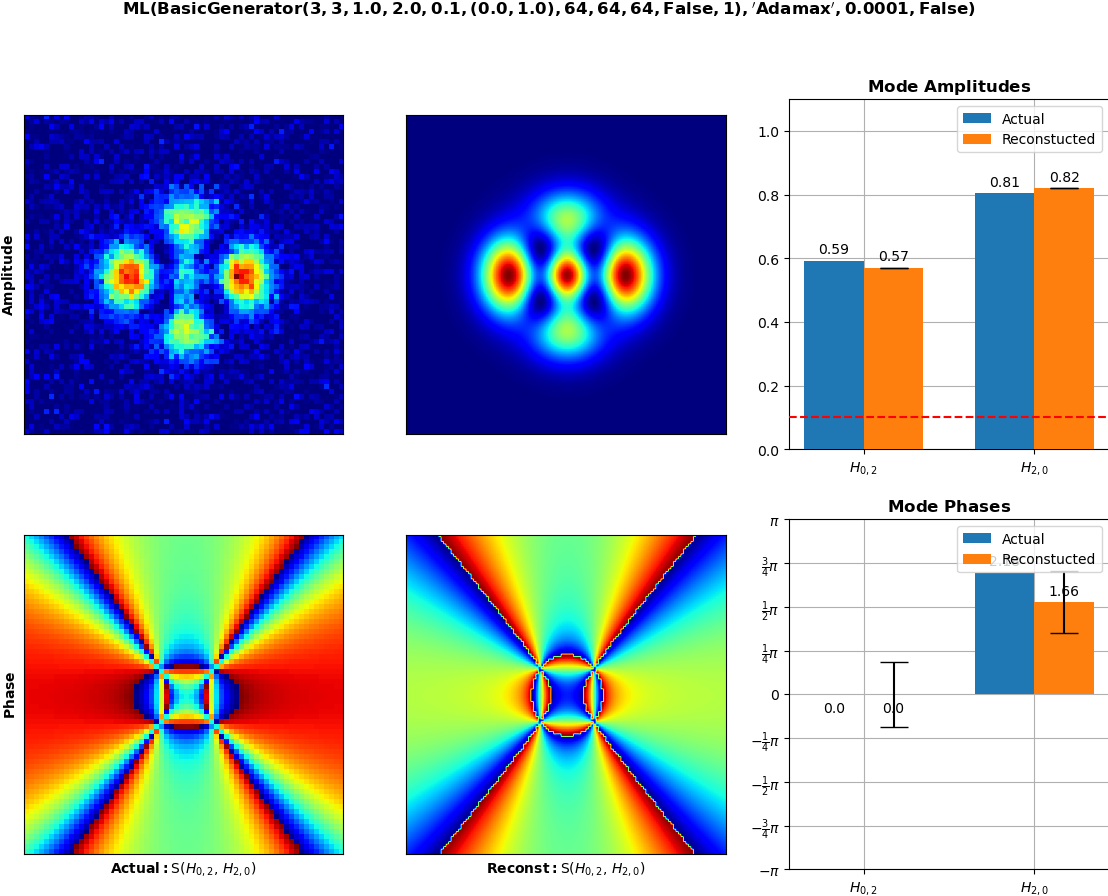 ML(BasicGenerator(3, 3, 1.0, 2.0, 0.1, (0.0, 1.0), 64, 64, 64, False, 1), ′Adamax′, 0.0001, False)
Amplitude
Mode Amplitudes
Actual
Reconstucted
1.0
0.8
0.6
0.4
0.2
0.0
0.59
0.57
0.81
0.82
H0, 2
H2, 0
Phase
Actual: S(H0, 2, H2, 0)
Reconst: S(H0, 2, H2, 0)
Mode Phases
Actual
Reconstucted
π
3/4π
1/2π
1/4π
0
−1/4π
−1/2π
−3/4π
−π
0.0
0.0
1.66
H0, 2
H2, 0